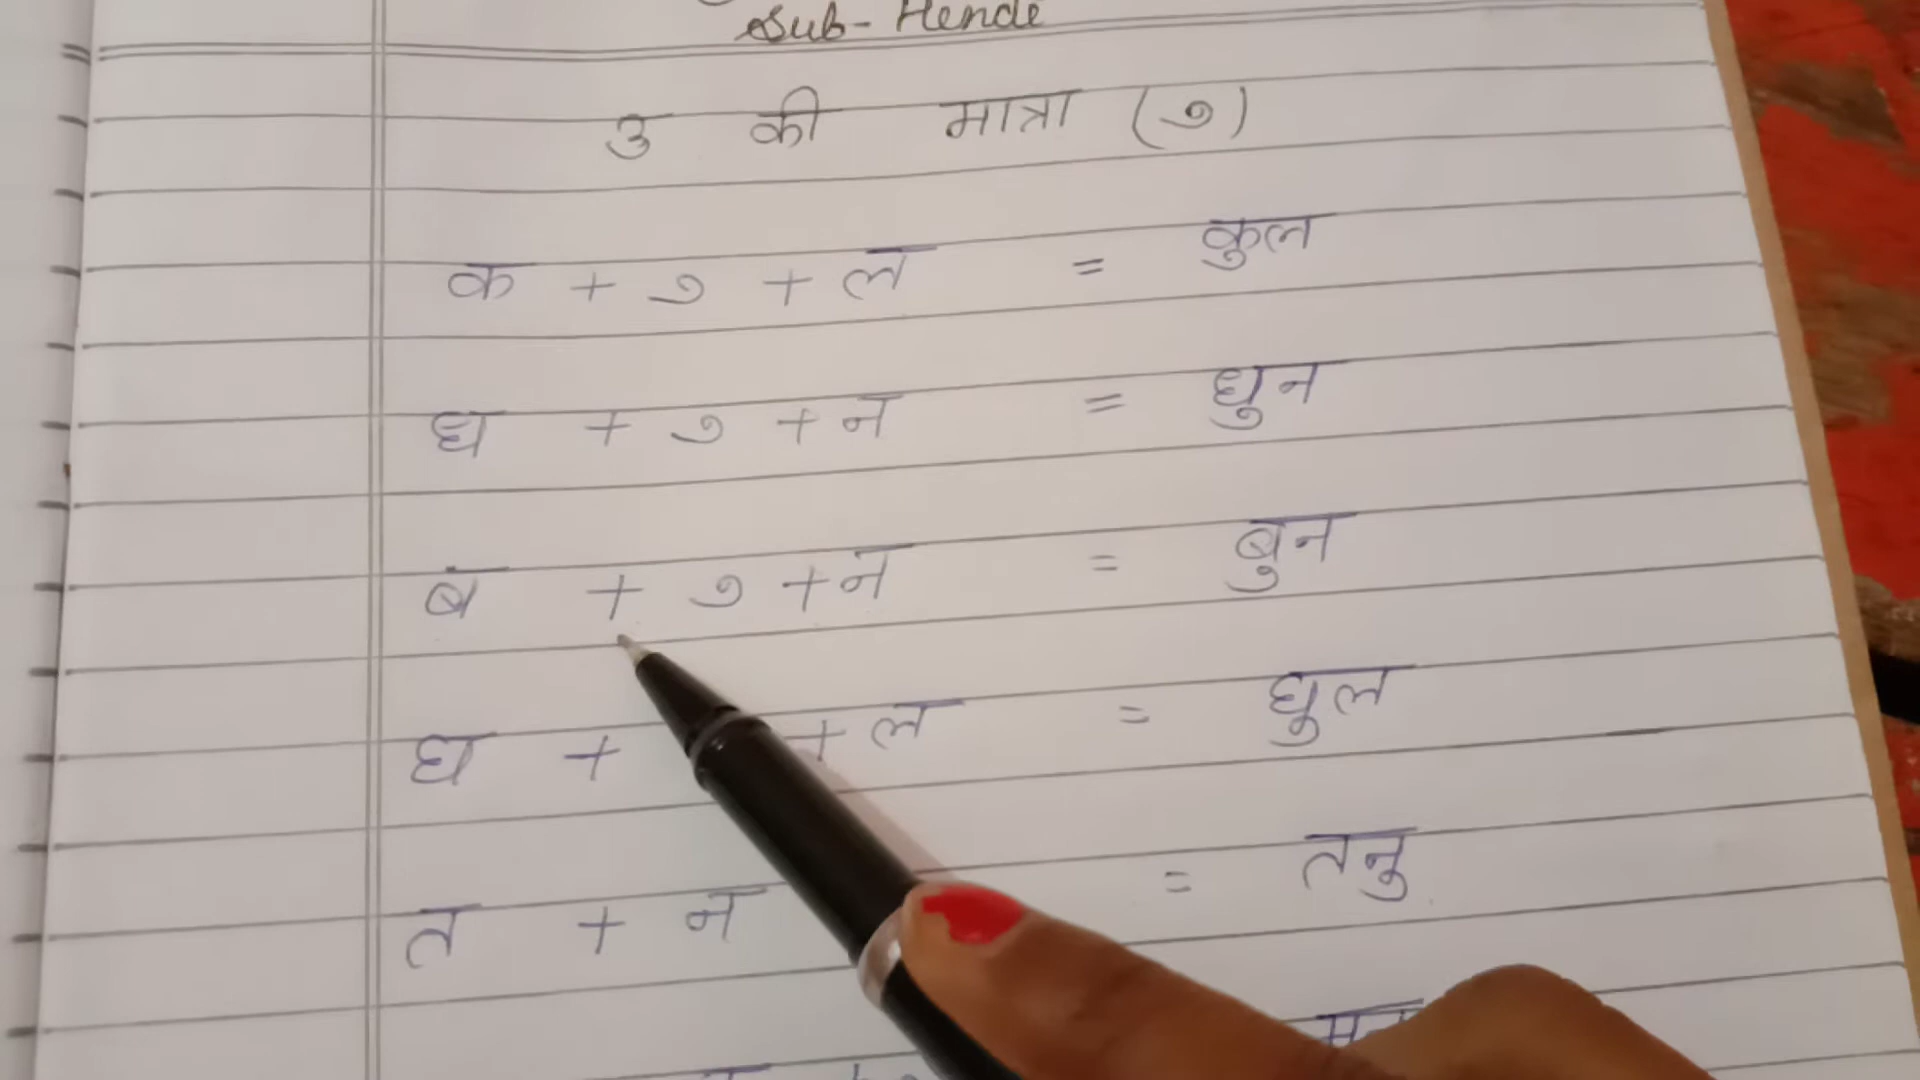 Sub- Hendi
उ की मात्रा (ु)
क + ु + ल = कुल
ध + ु + न = धुन
ब + ु + न = बुन
घ + + ल = घुल
त + न = तनु